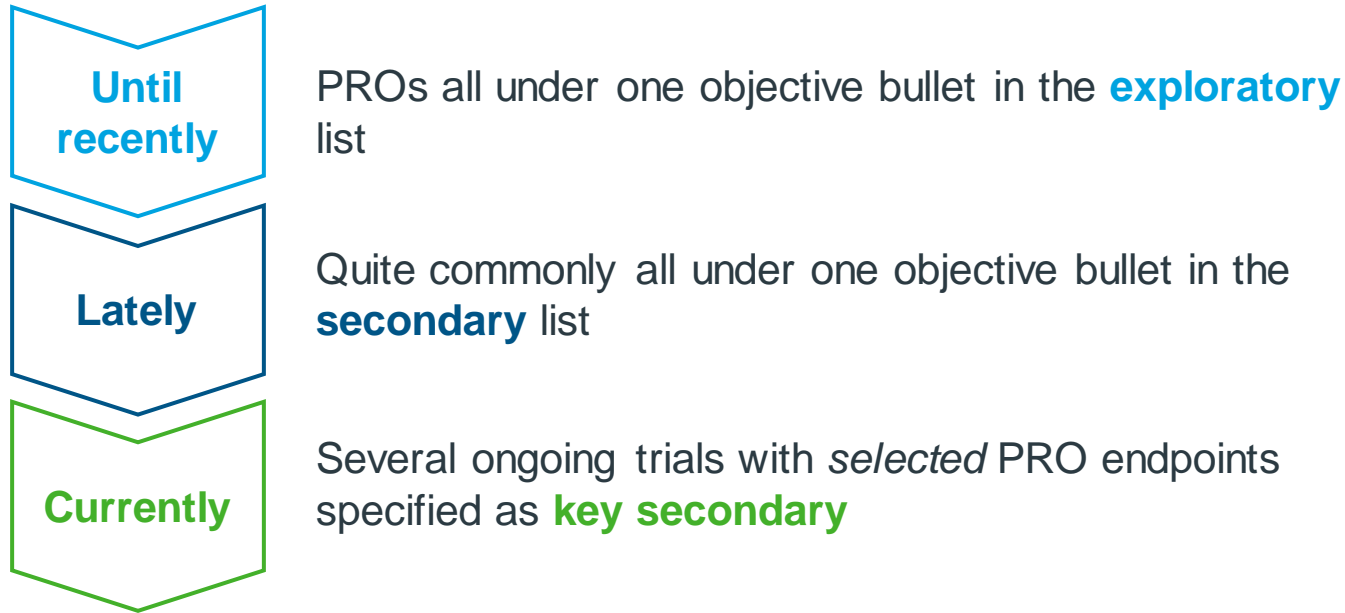 Until
recently
PROs all under one objective bullet in the exploratory
list
Lately
Quite commonly all under one objective bullet in the
secondary list
Currently
Several ongoing trials with selected PRO endpoints
specified as key secondary